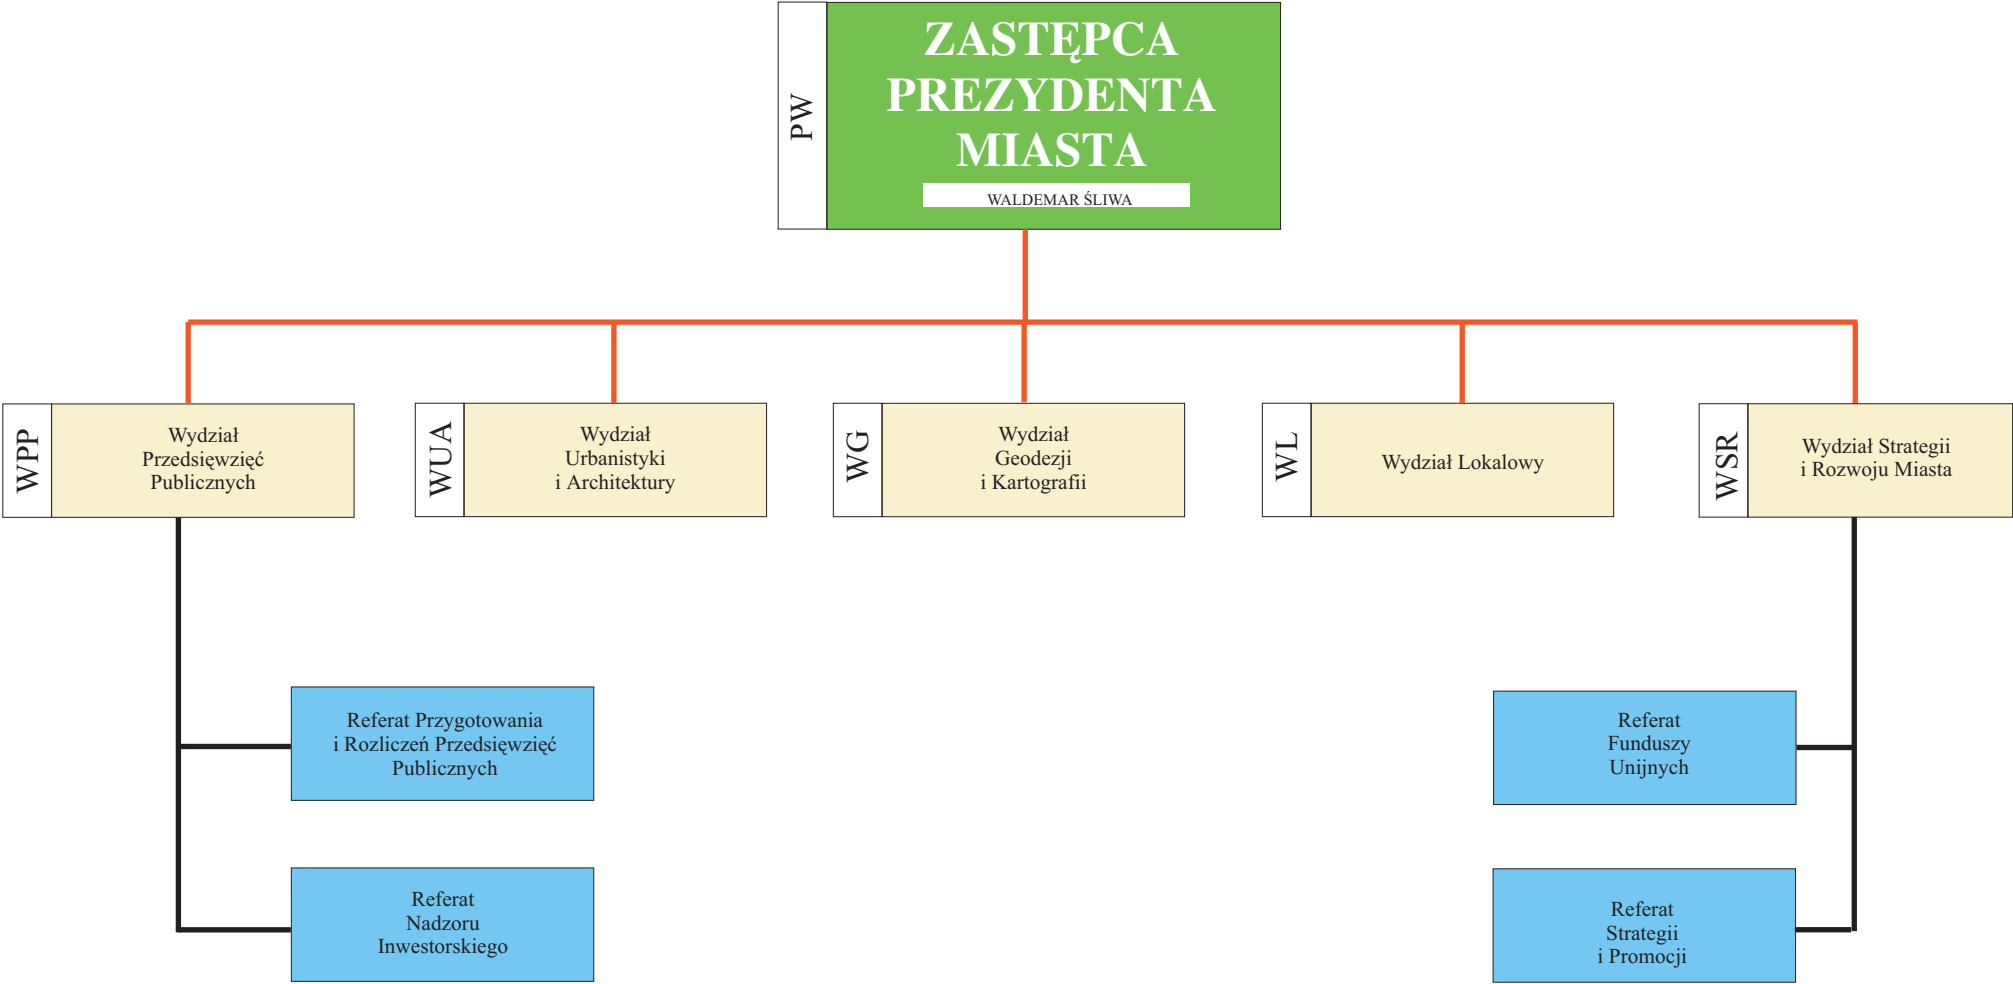 PW
ZASTĘPCA
PREZYDENTA
MIASTA
WALDEMAR ŚLIWA
WPP
Wydział
Przedsięwzięć
Publicznych
WUA
Wydział
Urbanistyki
i Architektury
WG
Wydział
Geodezji
i Kartografii
WL
Wydział Lokalowy
WSR
Wydział Strategii
i Rozwoju Miasta
Referat Przygotowania
i Rozliczeń Przedsięwzięć
Publicznych
Referat
Nadzoru
Inwestorskiego
Referat
Funduszy
Unijnych
Referat
Strategii
i Promocji